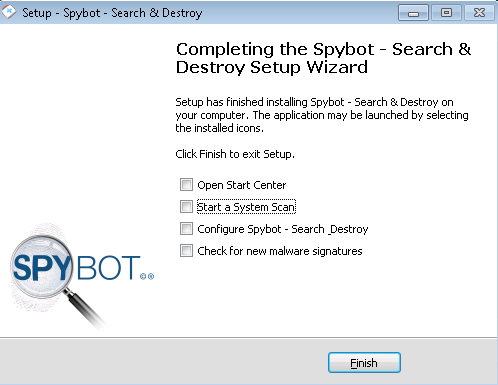 Setup - Spybot - Search & Destroy
Completing the Spybot - Search &
Destroy Setup Wizard
Setup has finished installing Spybot - Search & Destroy on
your computer. The application may be launched by selecting
the installed icons.
Click Finish to exit Setup.
Open Start Center
Start a System Scan
Configure Spybot - Search _Destroy
Check for new malware signatures
SPYBOT ©®
Finish